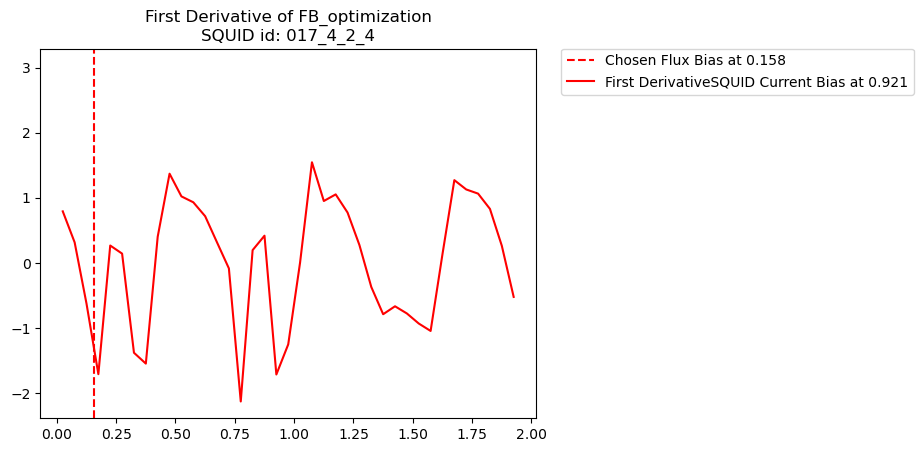 First Derivative of FB_optimization
SQUID id: 017_4_2_4
Chosen Flux Bias at 0.158
First DerivativeSQUID Current Bias at 0.921
3
2
1
0
−1
−2
0.00 0.25 0.50 0.75 1.00 1.25 1.50 1.75 2.00